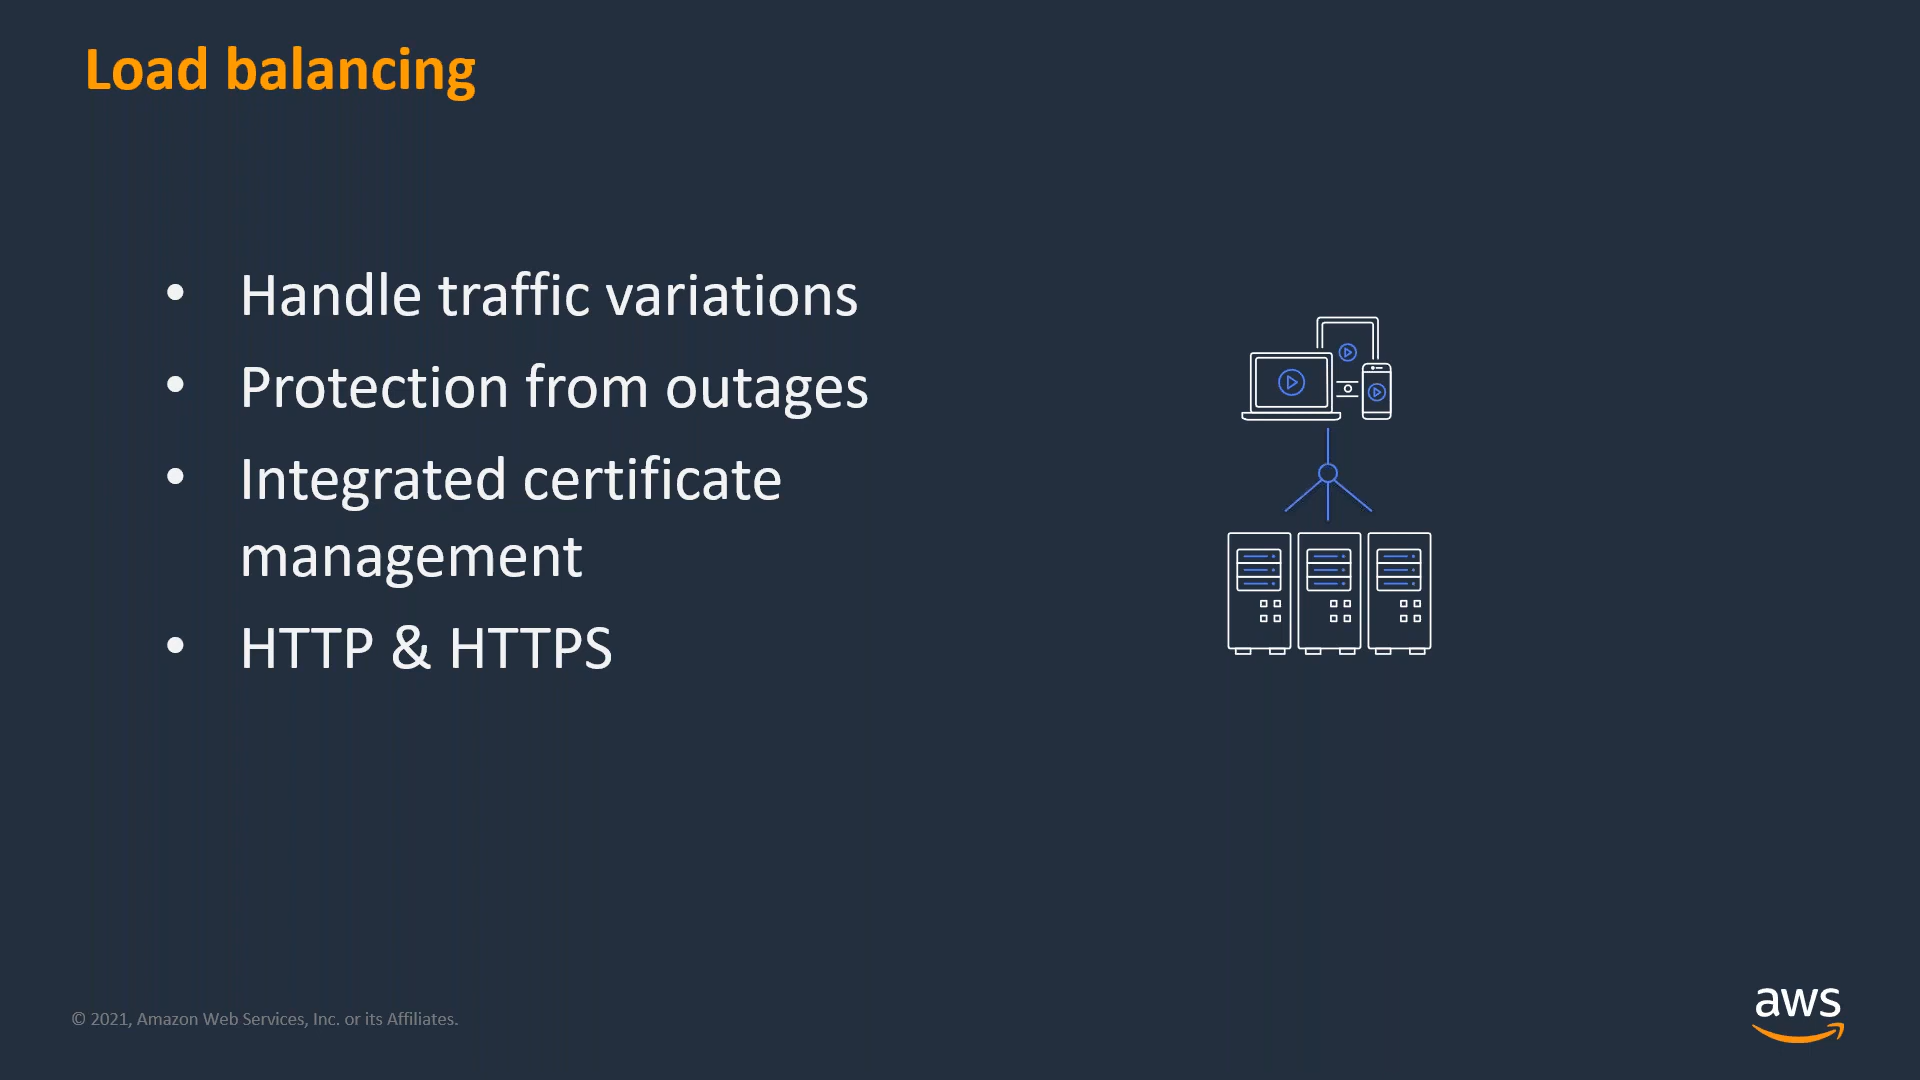 Load balancing
• Handle traffic variations
• Protection from outages
• Integrated certificate
management
• HTTP & HTTPS
© 2021, Amazon Web Services, Inc. or its Affiliates.
aws